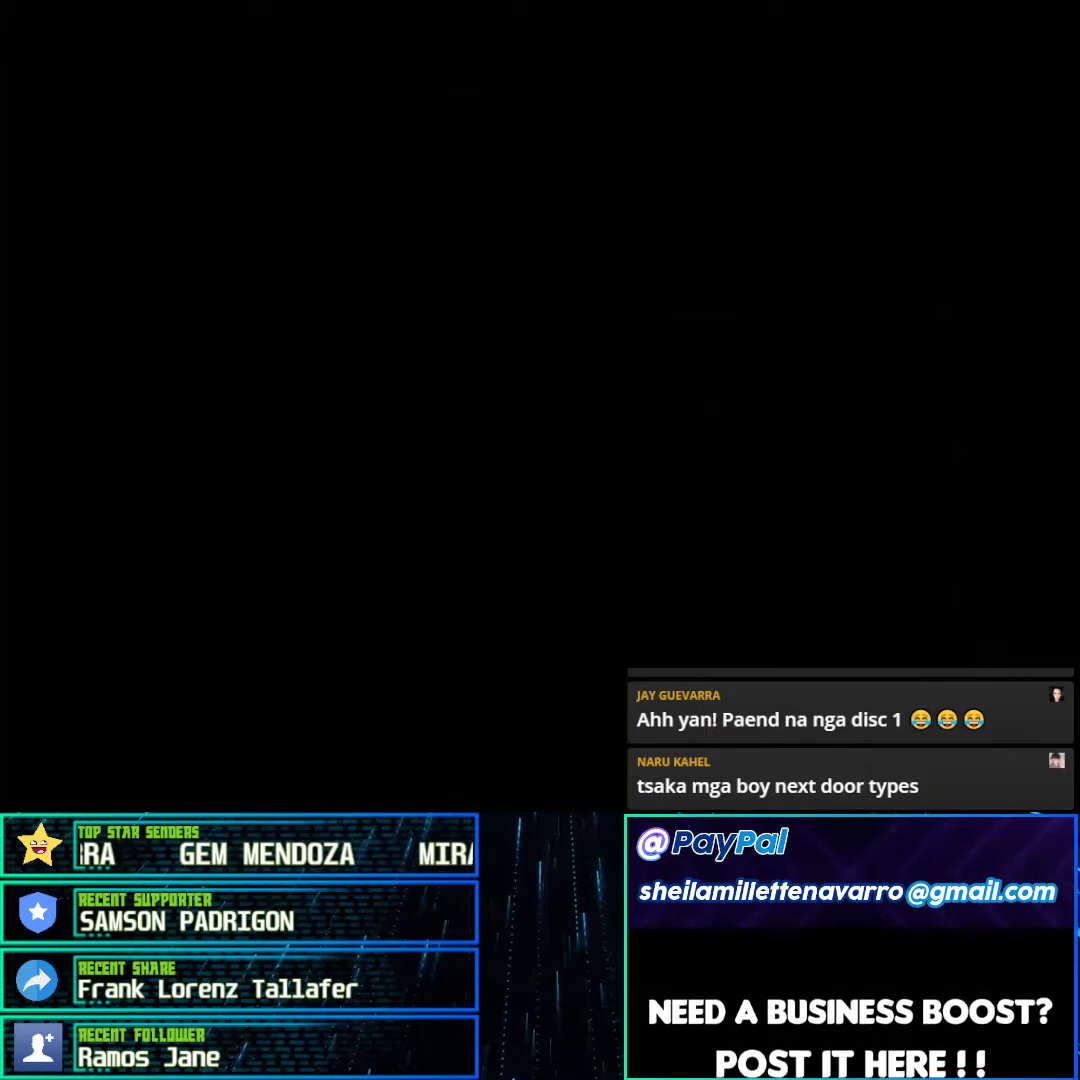 JAY GUEVARRA
Ahh yan! Paend na nga disc 1 😂 😂 😂
NARU KAHEL
tsaka mga boy next door types
TOP STAR SENDERS
GEM MENDOZA
RECENT SUPPORTER
SAMSON PADRIGON
RECENT SHARE
Frank Lorenz Tallafer
RECENT FOLLOWER
Ramos Jane
@PayPal
sheilamillettenavarro@gmail.com
NEED A BUSINESS BOOST?
POST IT HERE !!